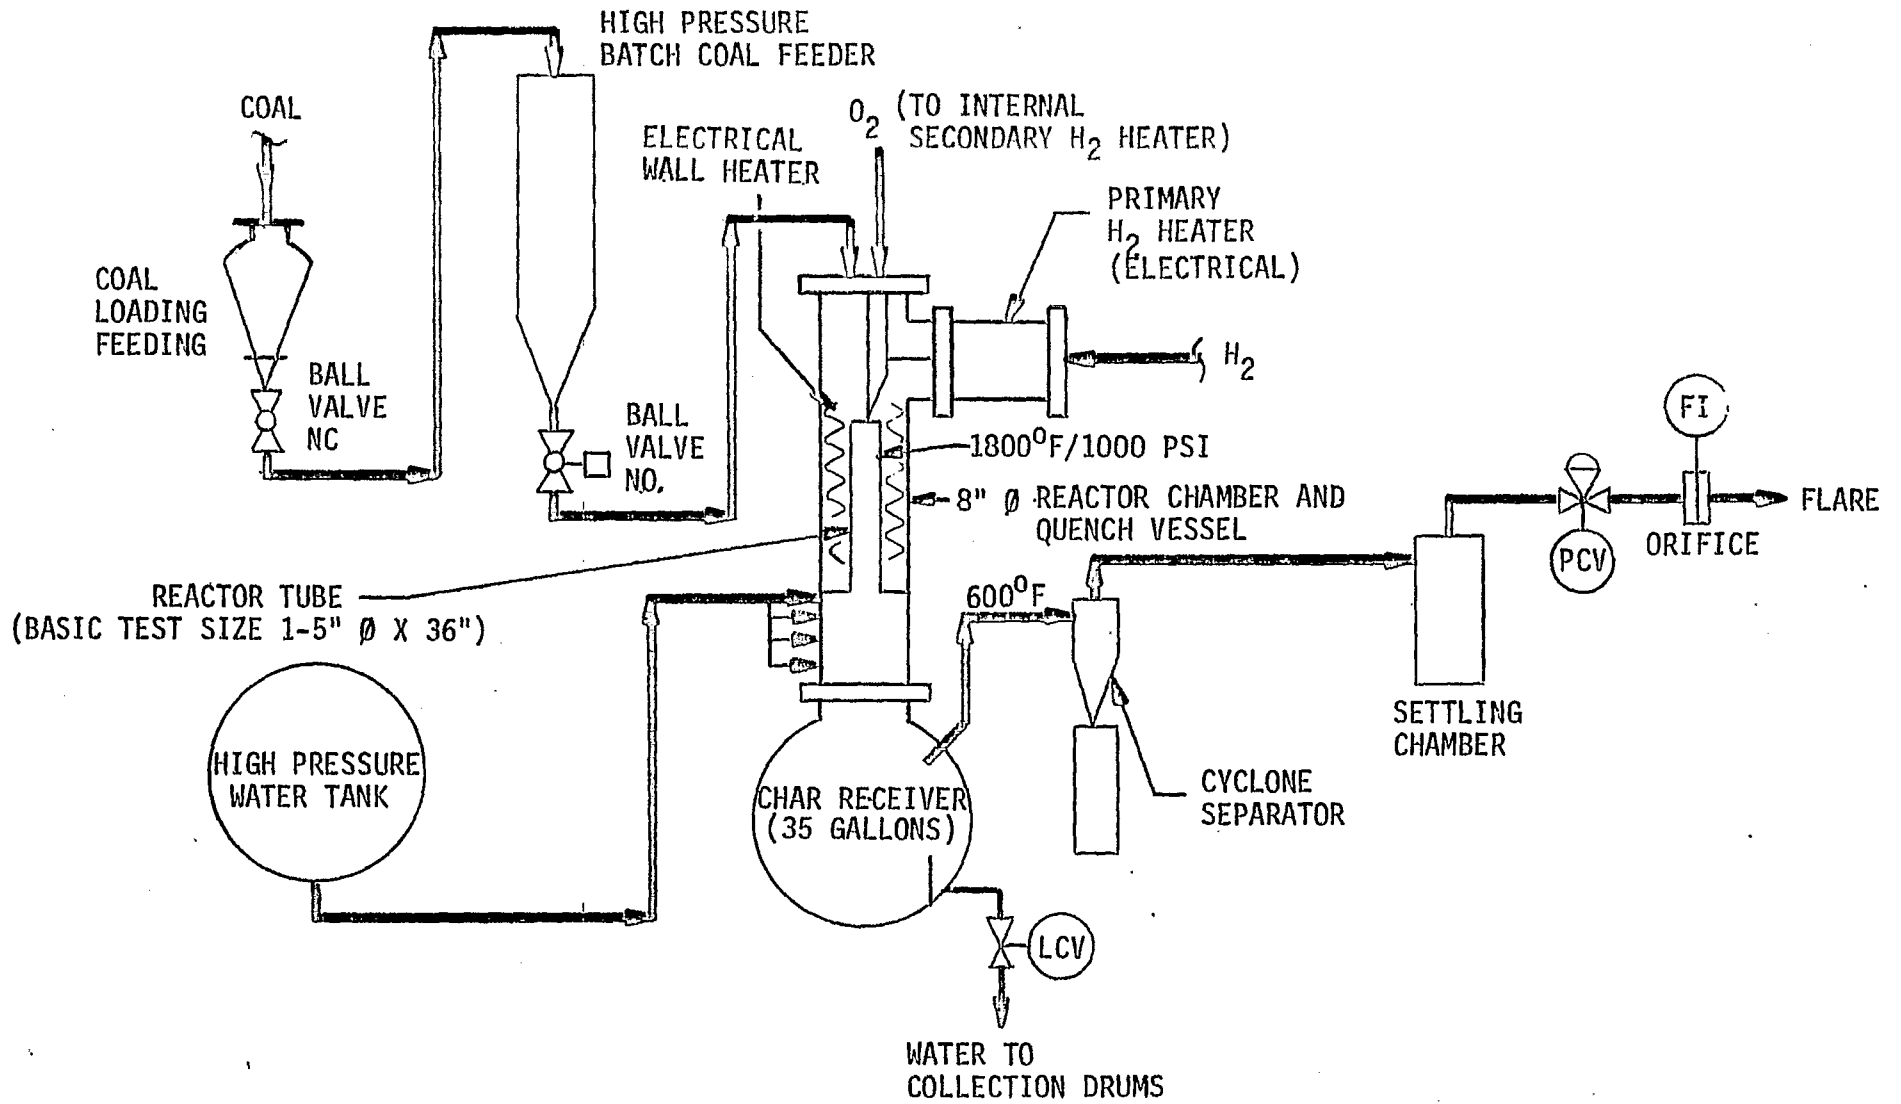 HIGH PRESSURE
BATCH COAL FEEDER
COAL
O2 (TO INTERNAL
SECONDARY H2 HEATER)
ELECTRICAL
WALL HEATER
PRIMARY
H2 HEATER
(ELECTRICAL)
COAL
LOADING
FEEDING
BALL
VALVE
NC
BALL
VALVE
N.O.
H2
1800°F/1000 PSI
8" Ø REACTOR CHAMBER AND
QUENCH VESSEL
FI
FLARE
ORIFICE
PCV
REACTOR TUBE
(BASIC TEST SIZE 1-5" Ø X 36")
600°F
SETTLING
CHAMBER
HIGH PRESSURE
WATER TANK
CHAR RECEIVER
(35 GALLONS)
CYCLONE
SEPARATOR
LCV
WATER TO
COLLECTION DRUMS